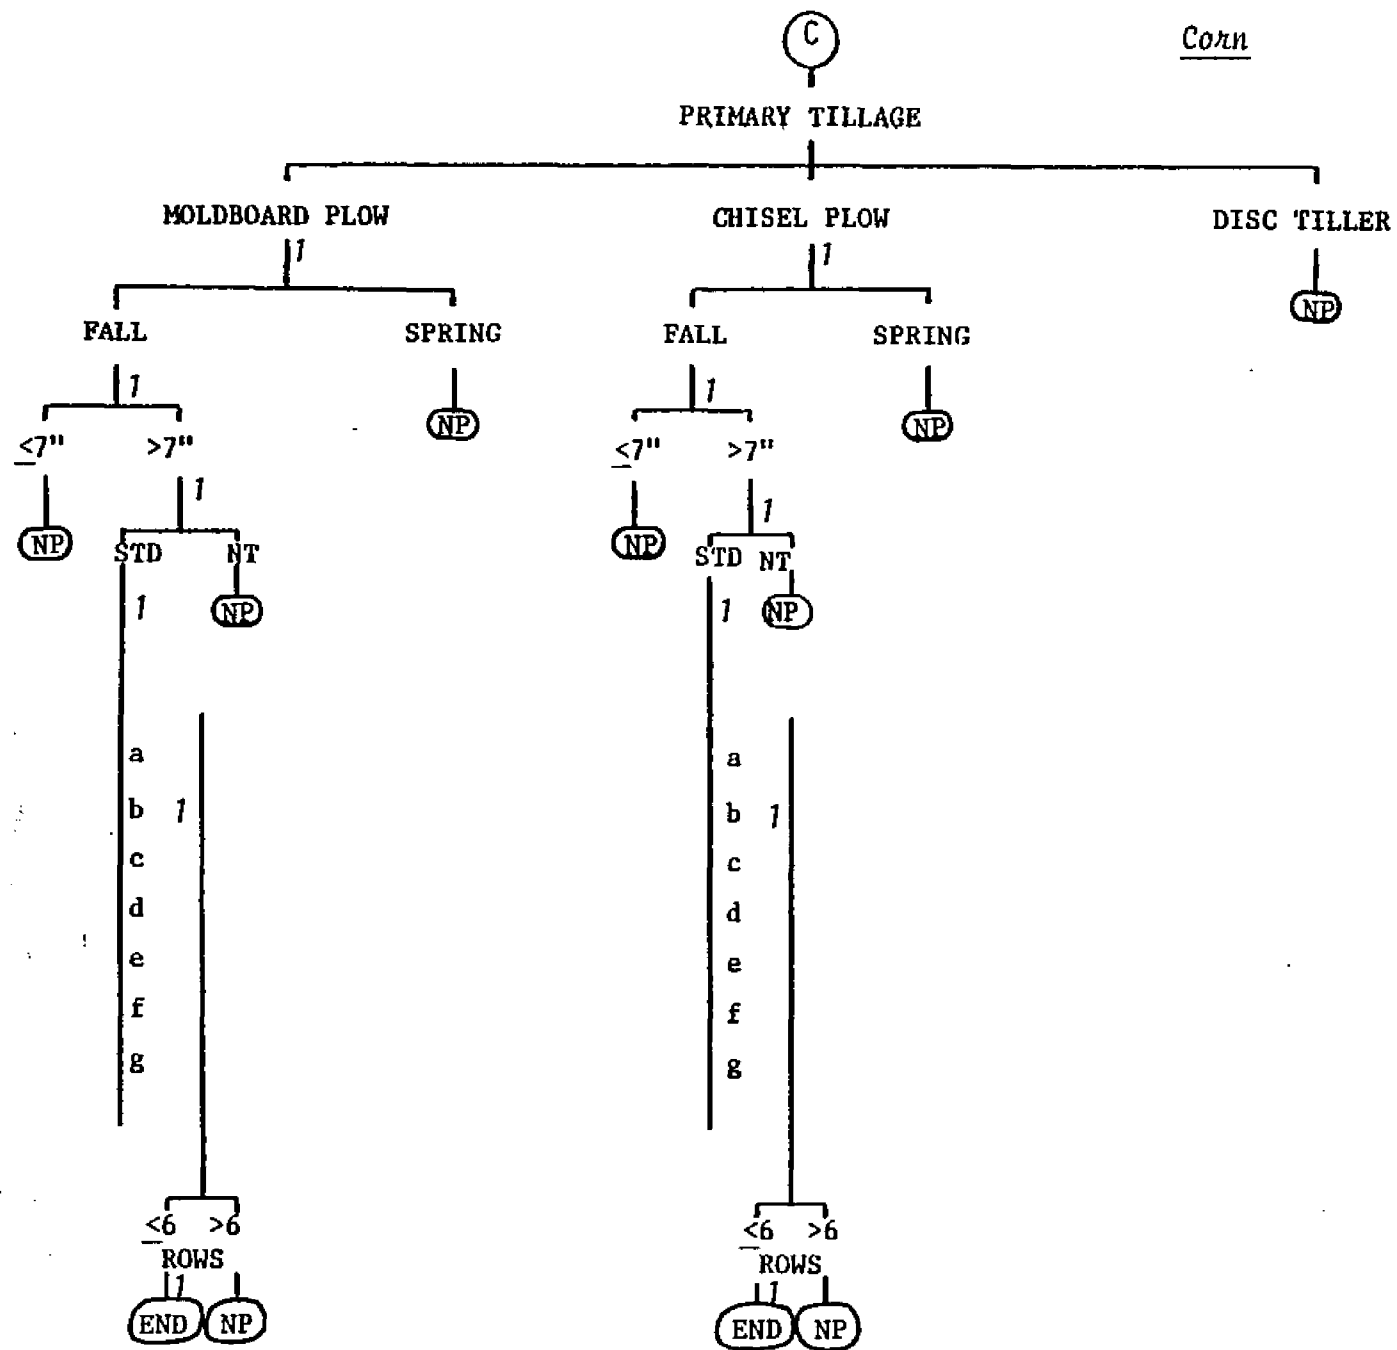 C
Corn
PRIMARY TILLAGE
MOLDBOARD PLOW
CHISEL PLOW
DISC TILLER
1
1
NP
FALL
SPRING
FALL
SPRING
1
NP
1
NP
≤7"
>7"
≤7"
>7"
1
1
NP
STD
NT
NP
STD
NT
1
NP
1
NP
a
a
b
1
b
1
c
c
d
d
e
e
f
f
g
g
≤6
>6
≤6
>6
ROWS
ROWS
1
1
END
NP
END
NP